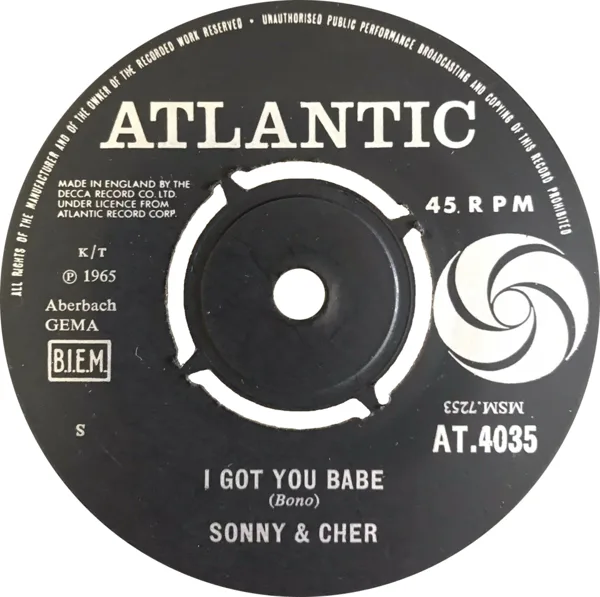 ALL RIGHTS OF THE MANUFACTURER AND OF THE OWNER OF THE RECORDED WORK RESERVED • UNAUTHORISED PUBLIC PERFORMANCE BROADCASTING AND COPYING OF THIS RECORD PROHIBITED
ATLANTIC
MADE IN ENGLAND BY THE
DECCA RECORD CO. LTD.
UNDER LICENCE FROM
ATLANTIC RECORD CORP.
45. RPM
K/T
℗ 1965
Aberbach
GEMA
B.I.E.M.
S
MSM.7253
AT.4035
I GOT YOU BABE
(Bono)
SONNY & CHER